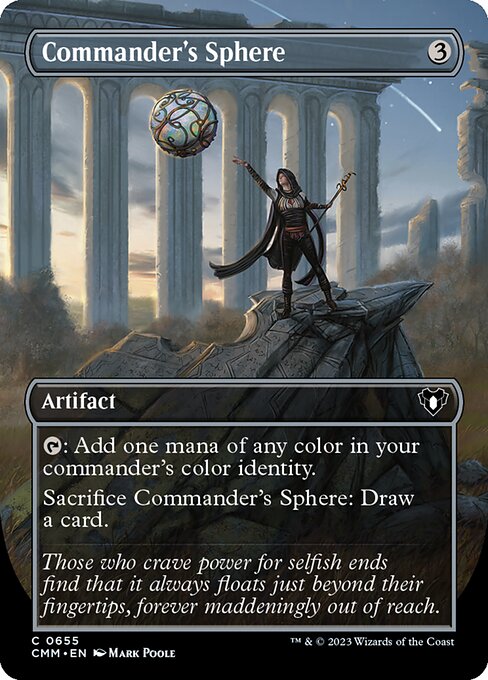 Commander's Sphere 3
Artifact
: Add one mana of any color in your
commander's color identity.
Sacrifice Commander's Sphere: Draw
a card.
Those who crave power for selfish ends
find that it always floats just beyond their
fingertips, forever maddeningly out of reach.
C 0655
™ & © 2023 Wizards of the Coast
CMM • EN Mark Poole